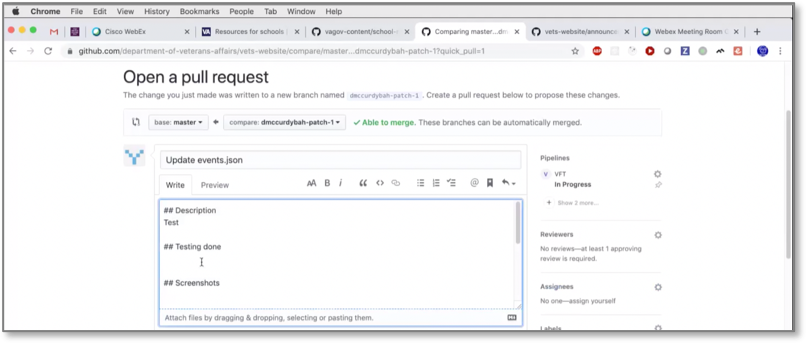 Chrome File Edit View History Bookmarks People Tab Window Help
Cisco WebEx
Resources for schools
vagov-content/school-
Comparing master...dm
vets-website/announce
Webex Meeting Room
github.com/department-of-veterans-affairs/vets-website/compare/master...dmccurdybah-patch-1?quick_pull=1
Open a pull request
The change you just made was written to a new branch named dmccurdybah-patch-1. Create a pull request below to propose these changes.
base: master compare: dmccurdybah-patch-1 Able to merge. These branches can be automatically merged.
Update events.json
Write Preview
AA B i
## Description
Test
## Testing done
## Screenshots
Attach files by dragging & dropping, selecting or pasting them.
Pipelines
V VFT
In Progress
+ Show 2 more...
Reviewers
No reviews—at least 1 approving
review is required.
Assignees
No one—assign yourself
Labels